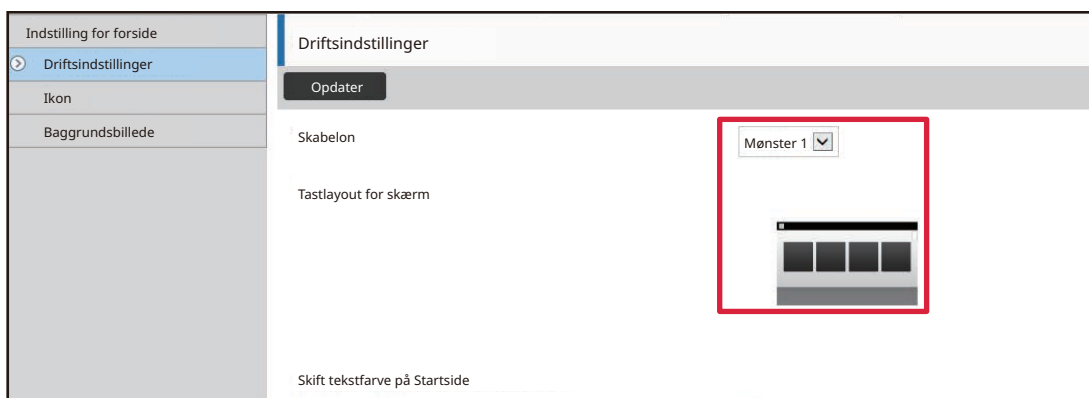 Indstilling for forside
Driftsindstillinger
Ikon
Baggrundsbillede
Driftsindstillinger
Opdater
Skabelon
Mønster 1
Tastlayout for skærm
Skift tekstfarve på Startside